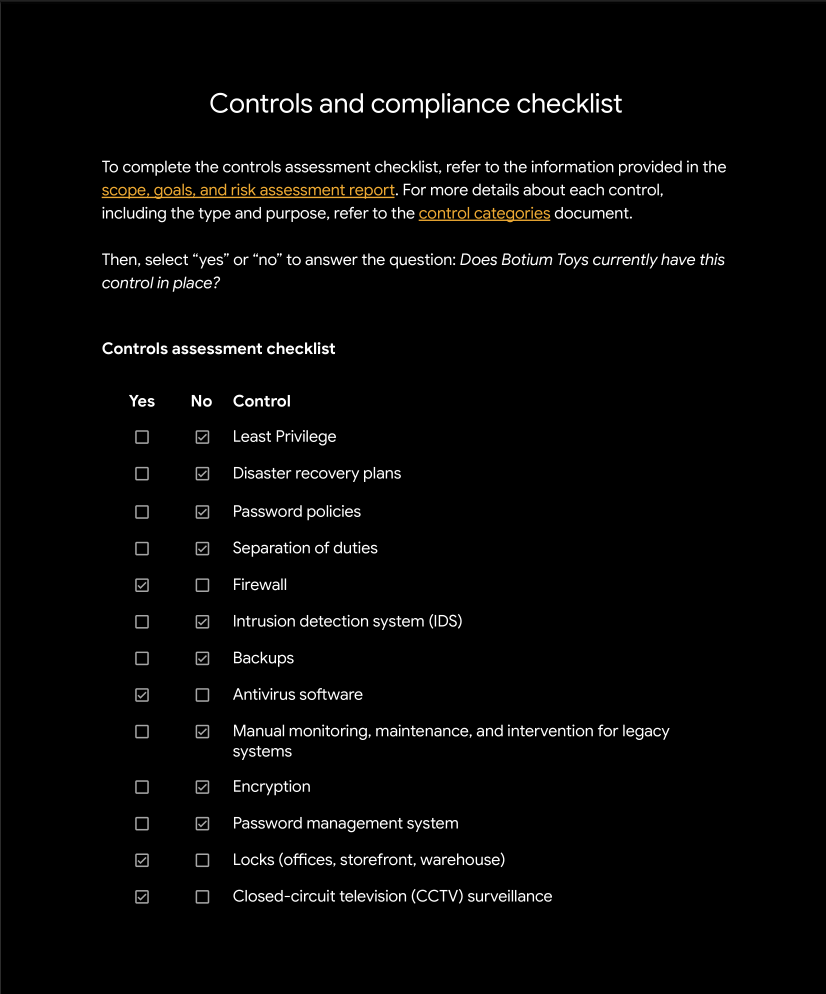 Controls and compliance checklist
To complete the controls assessment checklist, refer to the information provided in the
scope, goals, and risk assessment report. For more details about each control,
including the type and purpose, refer to the control categories document.
Then, select “yes” or “no” to answer the question: Does Botium Toys currently have this
control in place?
Controls assessment checklist
Yes No Control
Least Privilege
Disaster recovery plans
Password policies
Separation of duties
Firewall
Intrusion detection system (IDS)
Backups
Antivirus software
Manual monitoring, maintenance, and intervention for legacy
systems
Encryption
Password management system
Locks (offices, storefront, warehouse)
Closed-circuit television (CCTV) surveillance